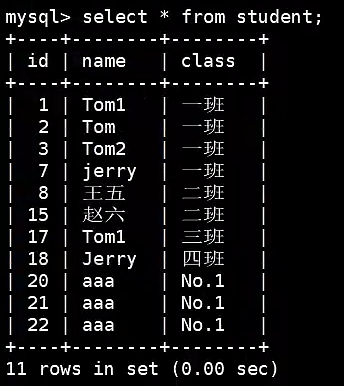 mysql> select * from student;
+----+--------+--------+
| id | name   | class  |
+----+--------+--------+
|  1 | Tom1   | 一班   |
|  2 | Tom    | 一班   |
|  3 | Tom2   | 一班   |
|  7 | jerry  | 一班   |
|  8 | 王五   | 二班   |
| 15 | 赵六   | 二班   |
| 17 | Tom1   | 三班   |
| 18 | Jerry  | 四班   |
| 20 | aaa    | No.1   |
| 21 | aaa    | No.1   |
| 22 | aaa    | No.1   |
+----+--------+--------+
11 rows in set (0.00 sec)